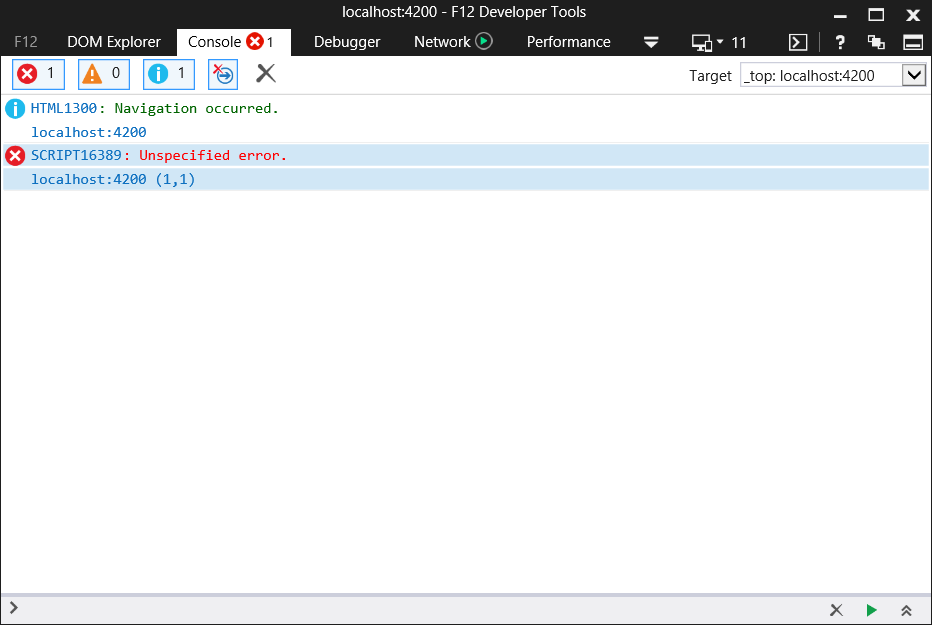 localhost:4200 - F12 Developer Tools
F12 DOM Explorer Console 1 Debugger Network Performance 11 ?
1 0 1 Target _top: localhost:4200
HTML1300: Navigation occurred.
localhost:4200
SCRIPT16389: Unspecified error.
localhost:4200 (1,1)